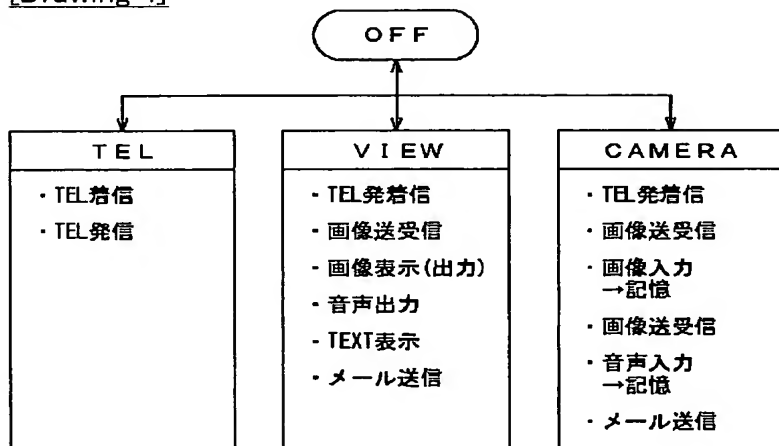 [Drawing 4]
OFF
TEL
・TEL着信
・TEL発信
VIEW
・TEL発着信
・画像送受信
・画像表示(出力)
・音声出力
・TEXT表示
・メール送信
CAMERA
・TEL発着信
・画像送受信
・画像入力
→記憶
・画像送受信
・音声入力
→記憶
・メール送信